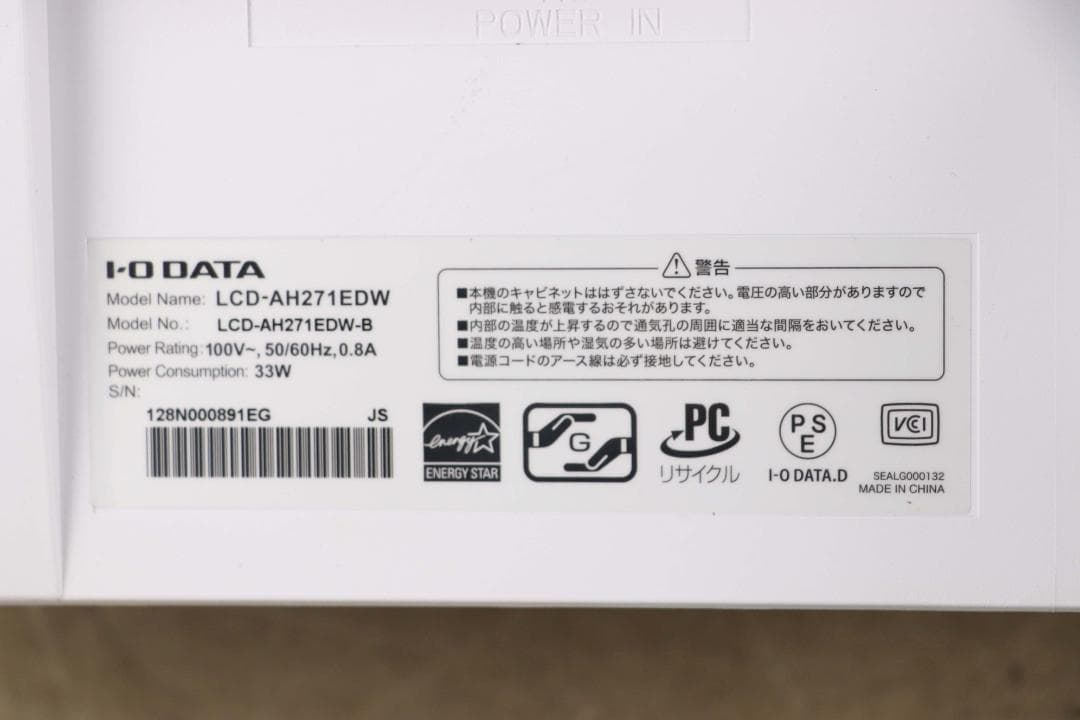 POWER IN
I-O DATA
Model Name: LCD-AH271EDW
Model No.: LCD-AH271EDW-B
Power Rating: 100V~, 50/60Hz, 0.8A
Power Consumption: 33W
S/N:
128N000891EG JS
警告
■本機のキャビネットははずさないでください。電圧の高い部分がありますので
内部に触ると感電するおそれがあります。
■内部の温度が上昇するので通気孔の周囲に適当な間隔をおいてください。
■温度の高い場所や湿気の多い場所は避けてください。
■電源コードのアース線は必ず接地してください。
energy
ENERGY STAR
G
PC
リサイクル
PS
E
I-O DATA.D
VCI
SEALG000132
MADE IN CHINA